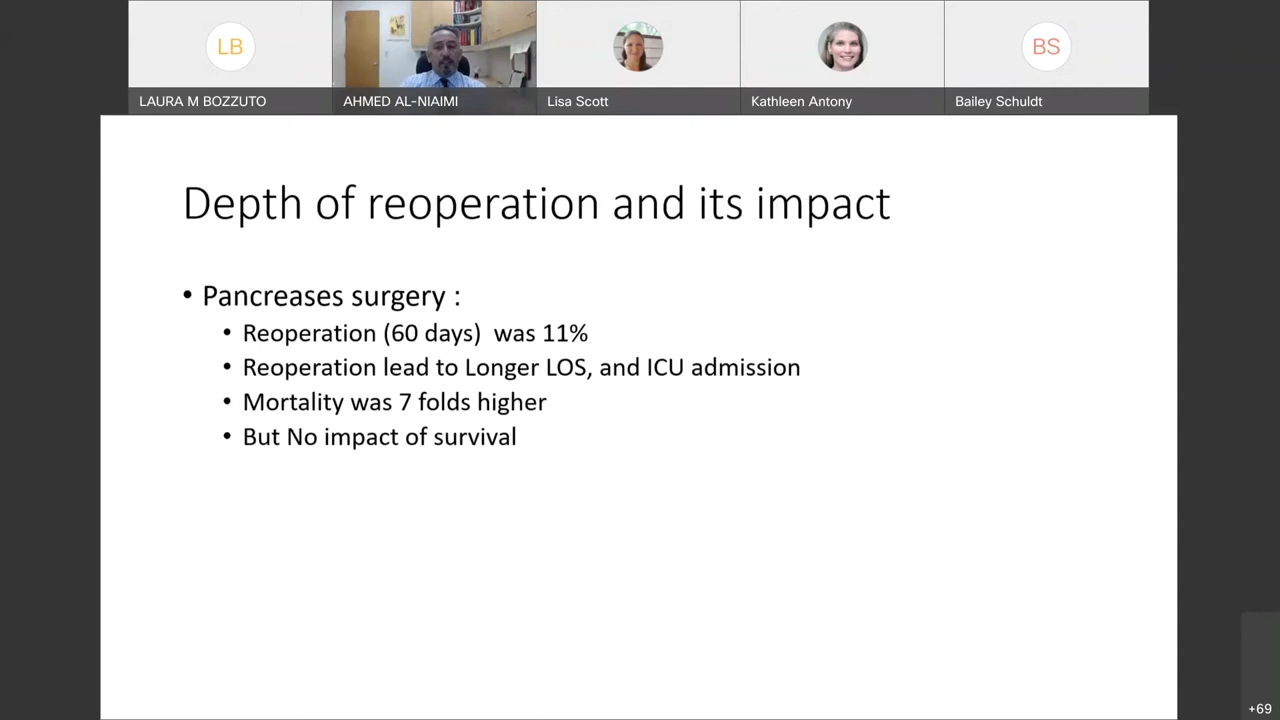 LB
BS
LAURA M BOZZUTO
AHMED AL-NIAIMI
Lisa Scott
Kathleen Antony
Bailey Schuldt
Depth of reoperation and its impact
• Pancreases surgery :
• Reoperation (60 days)  was 11%
• Reoperation lead to Longer LOS, and ICU admission
• Mortality was 7 folds higher
• But No impact of survival
+69